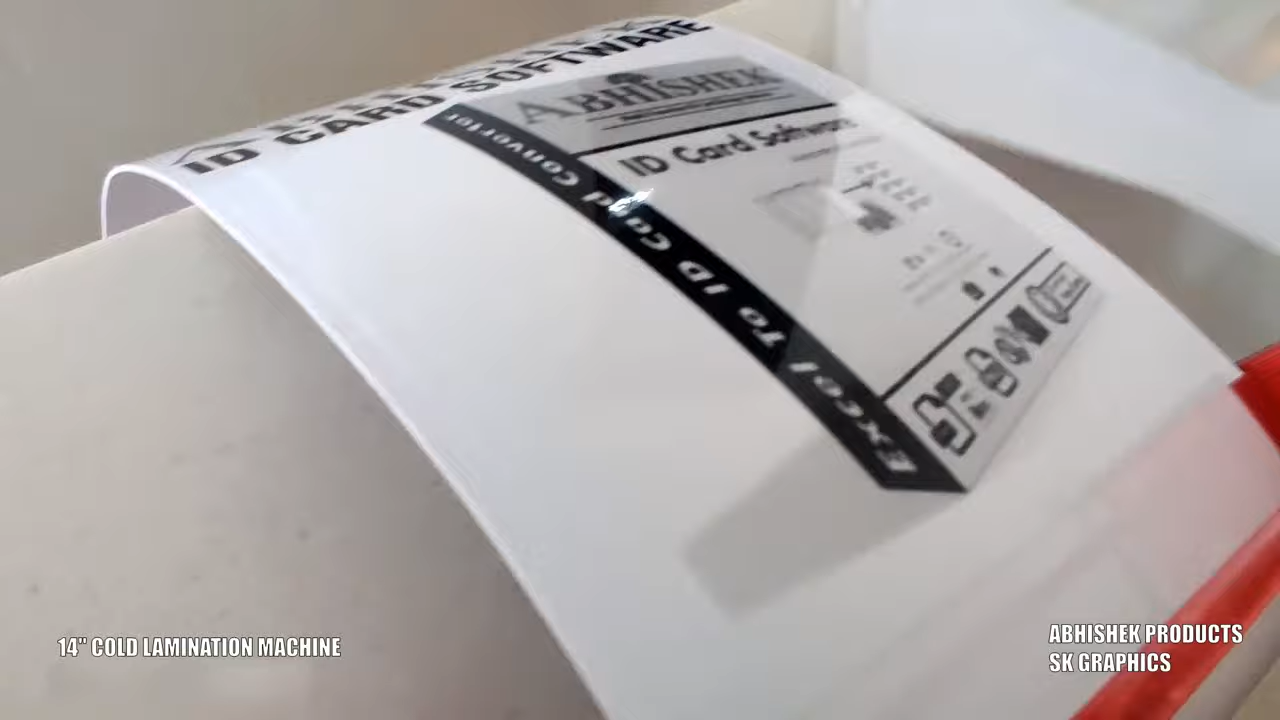 ID CARD SOFTWARE
ABHISHEK
ID Card Software
Excel To ID Card Converter
14" COLD LAMINATION MACHINE
ABHISHEK PRODUCTS
SK GRAPHICS